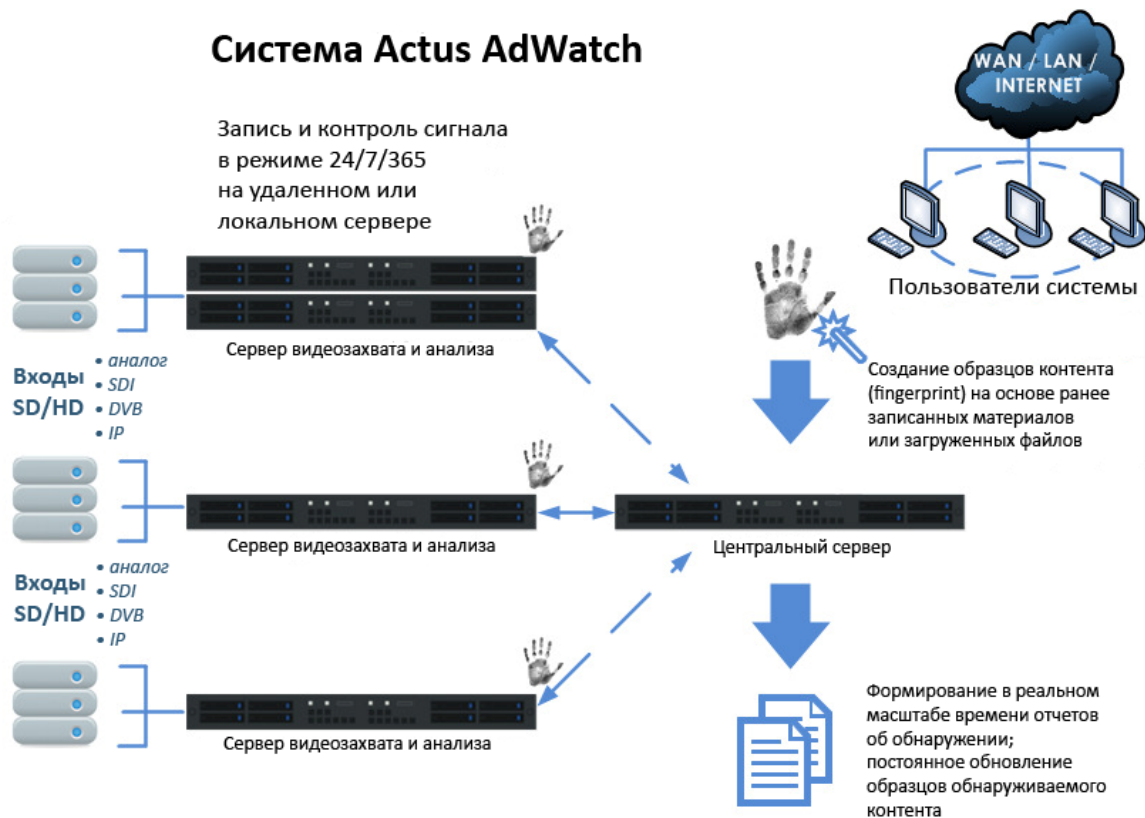 Система Actus AdWatch
WAN / LAN /
INTERNET
Запись и контроль сигнала
в режиме 24/7/365
на удаленном или
локальном сервере
Пользователи системы
Сервер видеозахвата и анализа
Входы
SD/HD
• аналог
• SDI
• DVB
• IP
Создание образцов контента
(fingerprint) на основе ранее
записанных материалов
или загруженных файлов
Сервер видеозахвата и анализа
Центральный сервер
Входы
SD/HD
• аналог
• SDI
• DVB
• IP
Сервер видеозахвата и анализа
Формирование в реальном
масштабе времени отчетов
об обнаружении;
постоянное обновление
образцов обнаруживаемого
контента